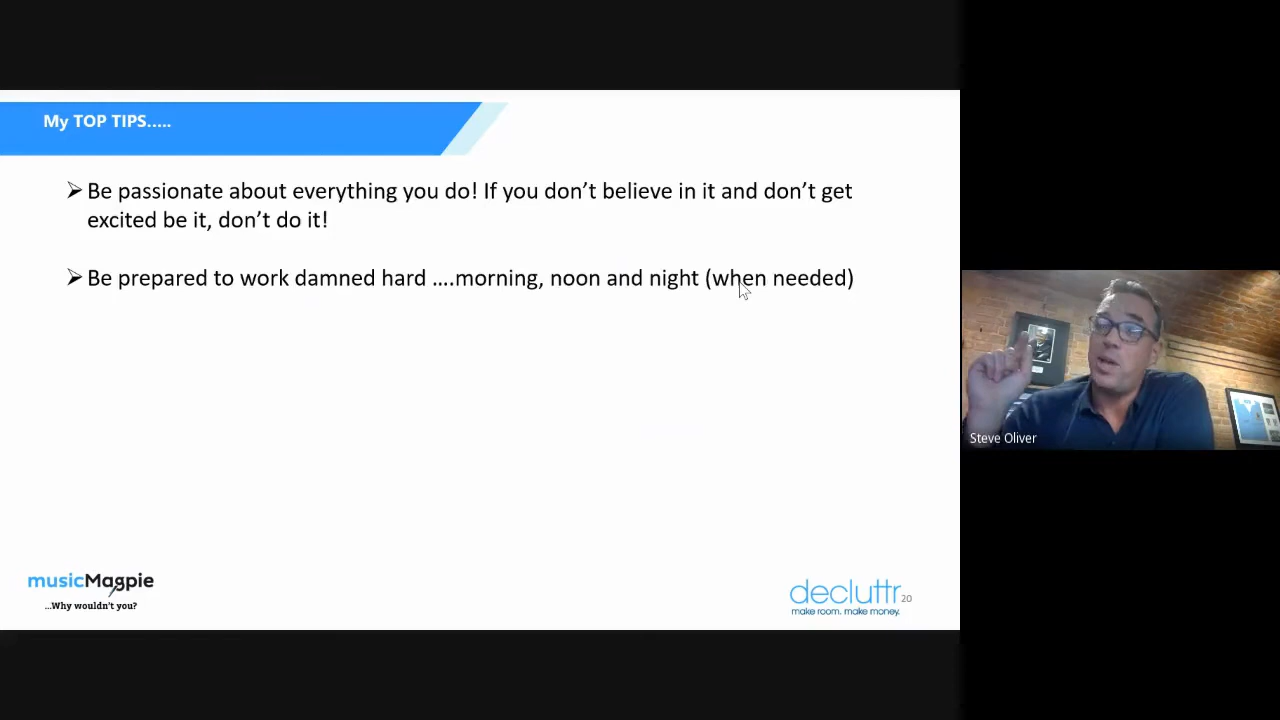 My TOP TIPS.....
➢ Be passionate about everything you do! If you don’t believe in it and don’t get
excited be it, don’t do it!
➢ Be prepared to work damned hard ….morning, noon and night (when needed)
Steve Oliver
musicMagpie
...Why wouldn't you?
decluttr
make room. make money.
20